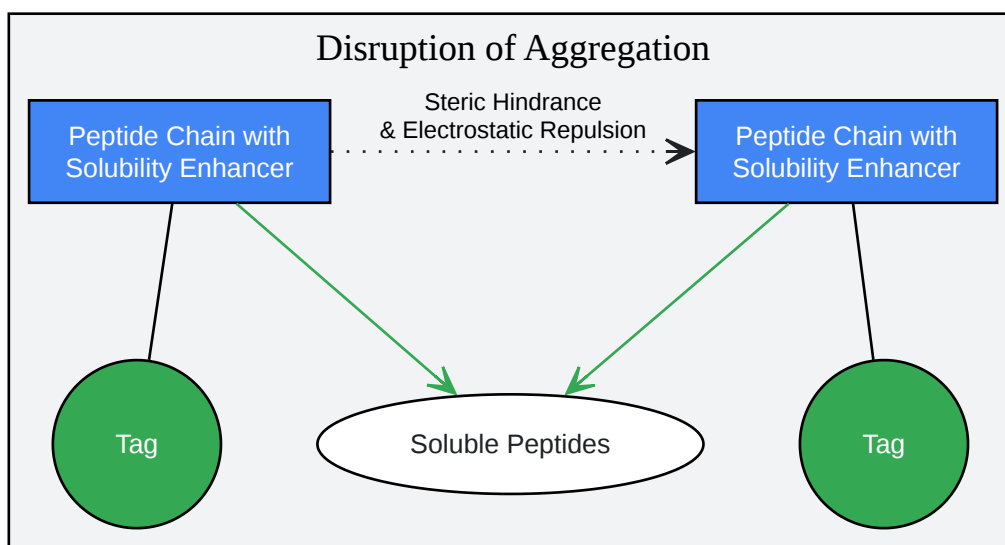 Disruption of Aggregation
Steric Hindrance
& Electrostatic Repulsion
Peptide Chain with
Solubility Enhancer
Peptide Chain with
Solubility Enhancer
Tag
Soluble Peptides
Tag